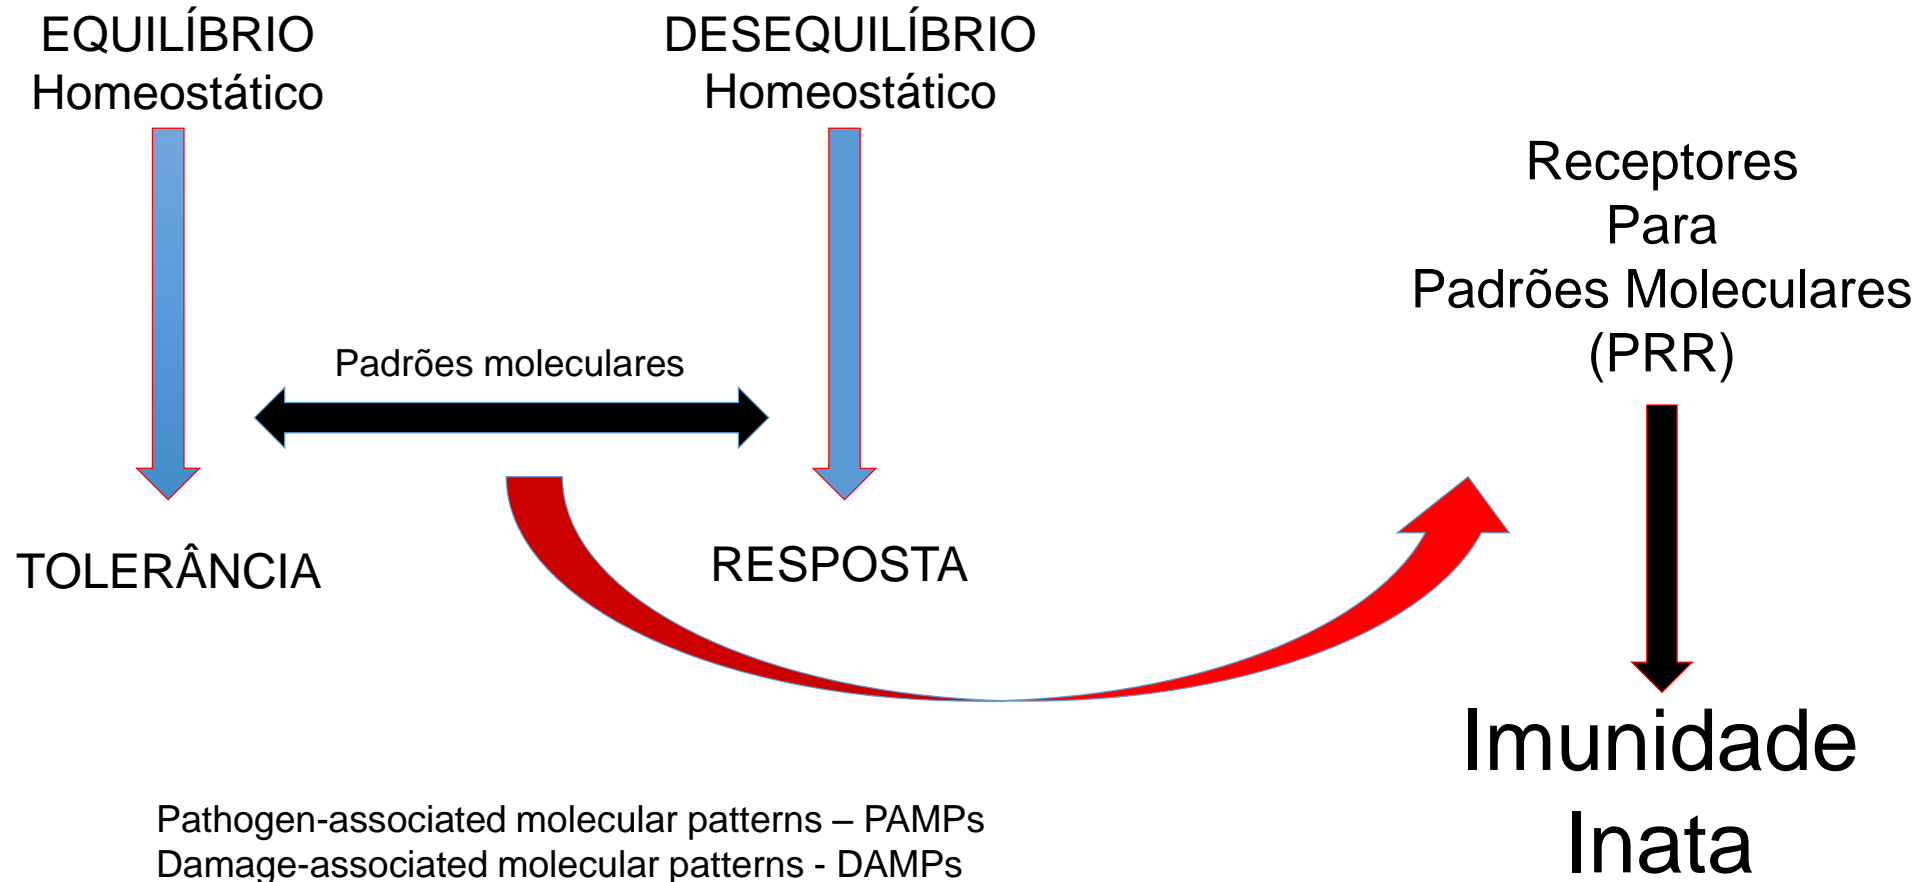 EQUILÍBRIO
Homeostático
DESEQUILÍBRIO
Homeostático
Receptores
Para
Padrões Moleculares
(PRR)
Padrões moleculares
TOLERÂNCIA
RESPOSTA
Imunidade
Inata
Pathogen-associated molecular patterns – PAMPs
Damage-associated molecular patterns - DAMPs